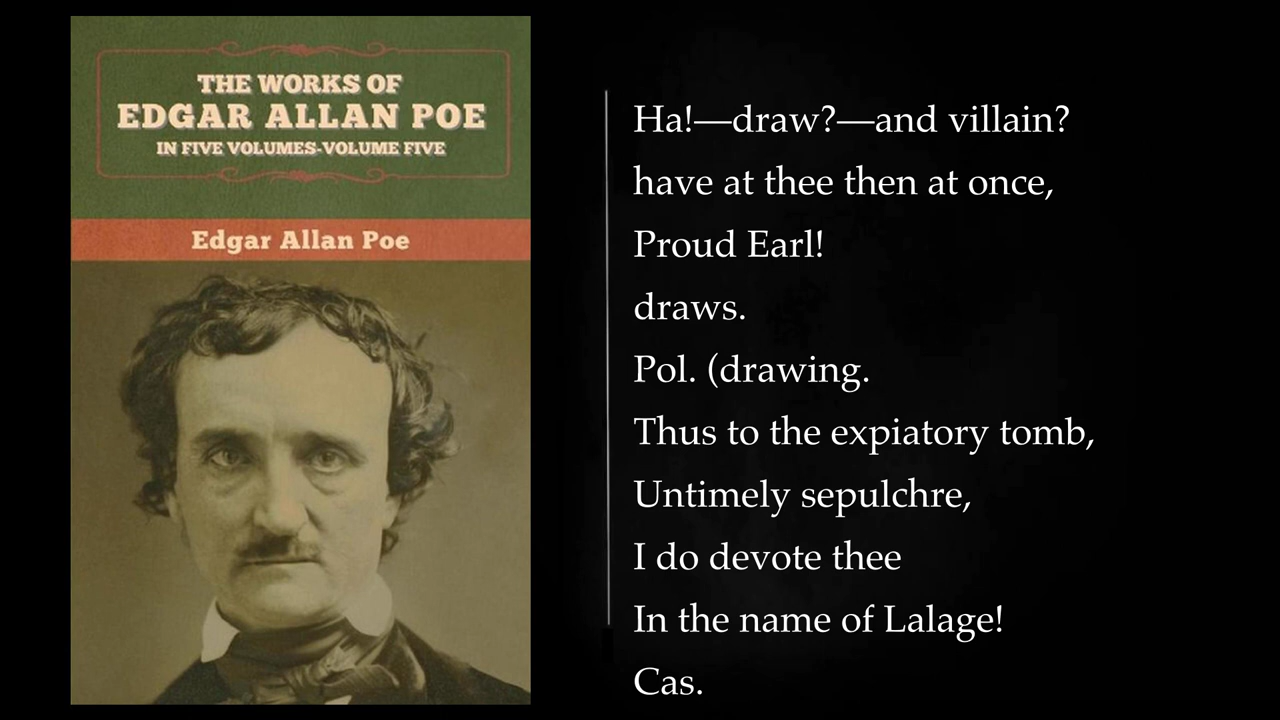 THE WORKS OF
EDGAR ALLAN POE
IN FIVE VOLUMES-VOLUME FIVE
Edgar Allan Poe
Ha!—draw?—and villain?
have at thee then at once,
Proud Earl!
draws.
Pol. (drawing.
Thus to the expiatory tomb,
Untimely sepulchre,
I do devote thee
In the name of Lalage!
Cas.